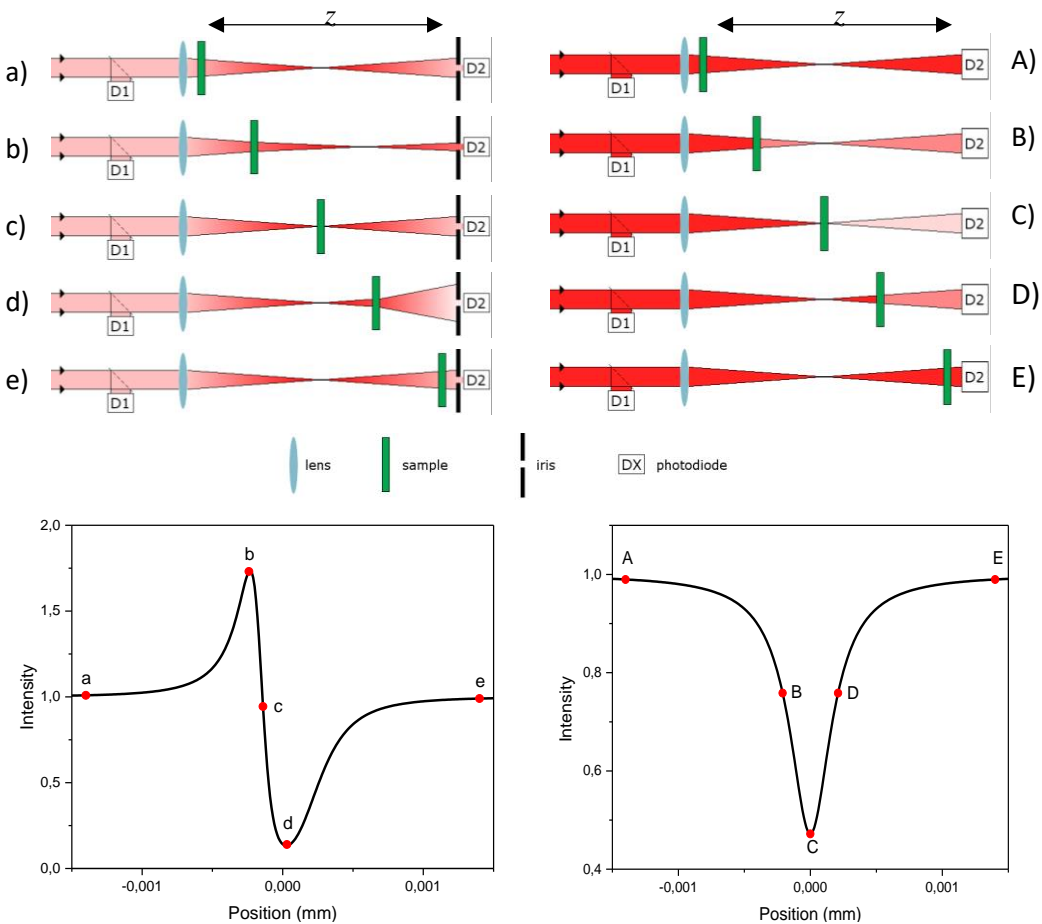 z
z
a)
D1
D2
D1
D2
A)
b)
D1
D2
D1
D2
B)
c)
D1
D2
D1
D2
C)
d)
D1
D2
D1
D2
D)
e)
D1
D2
D1
D2
E)
lens
sample
iris
DX
photodiode
2,0
1,5
1,0
0,5
0,0
Intensity
a
b
c
d
e
-0,001
0,000
0,001
Position (mm)
1,0
0,8
0,6
0,4
Intensity
A
B
C
D
E
-0,001
0,000
0,001
Position (mm)